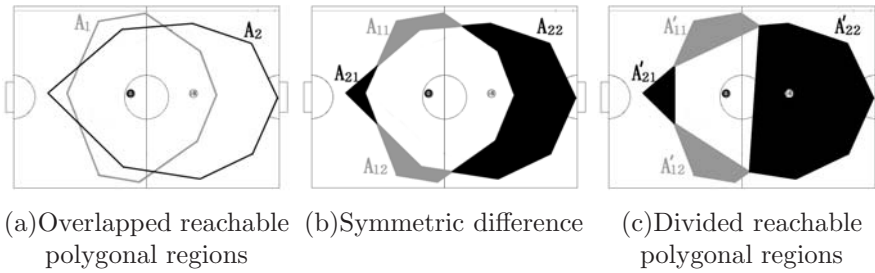 A1
A2
A11
A22
A21
A12
A'11
A'22
A'21
A'12
(a)Overlapped reachable
polygonal regions
(b)Symmetric difference
(c)Divided reachable
polygonal regions